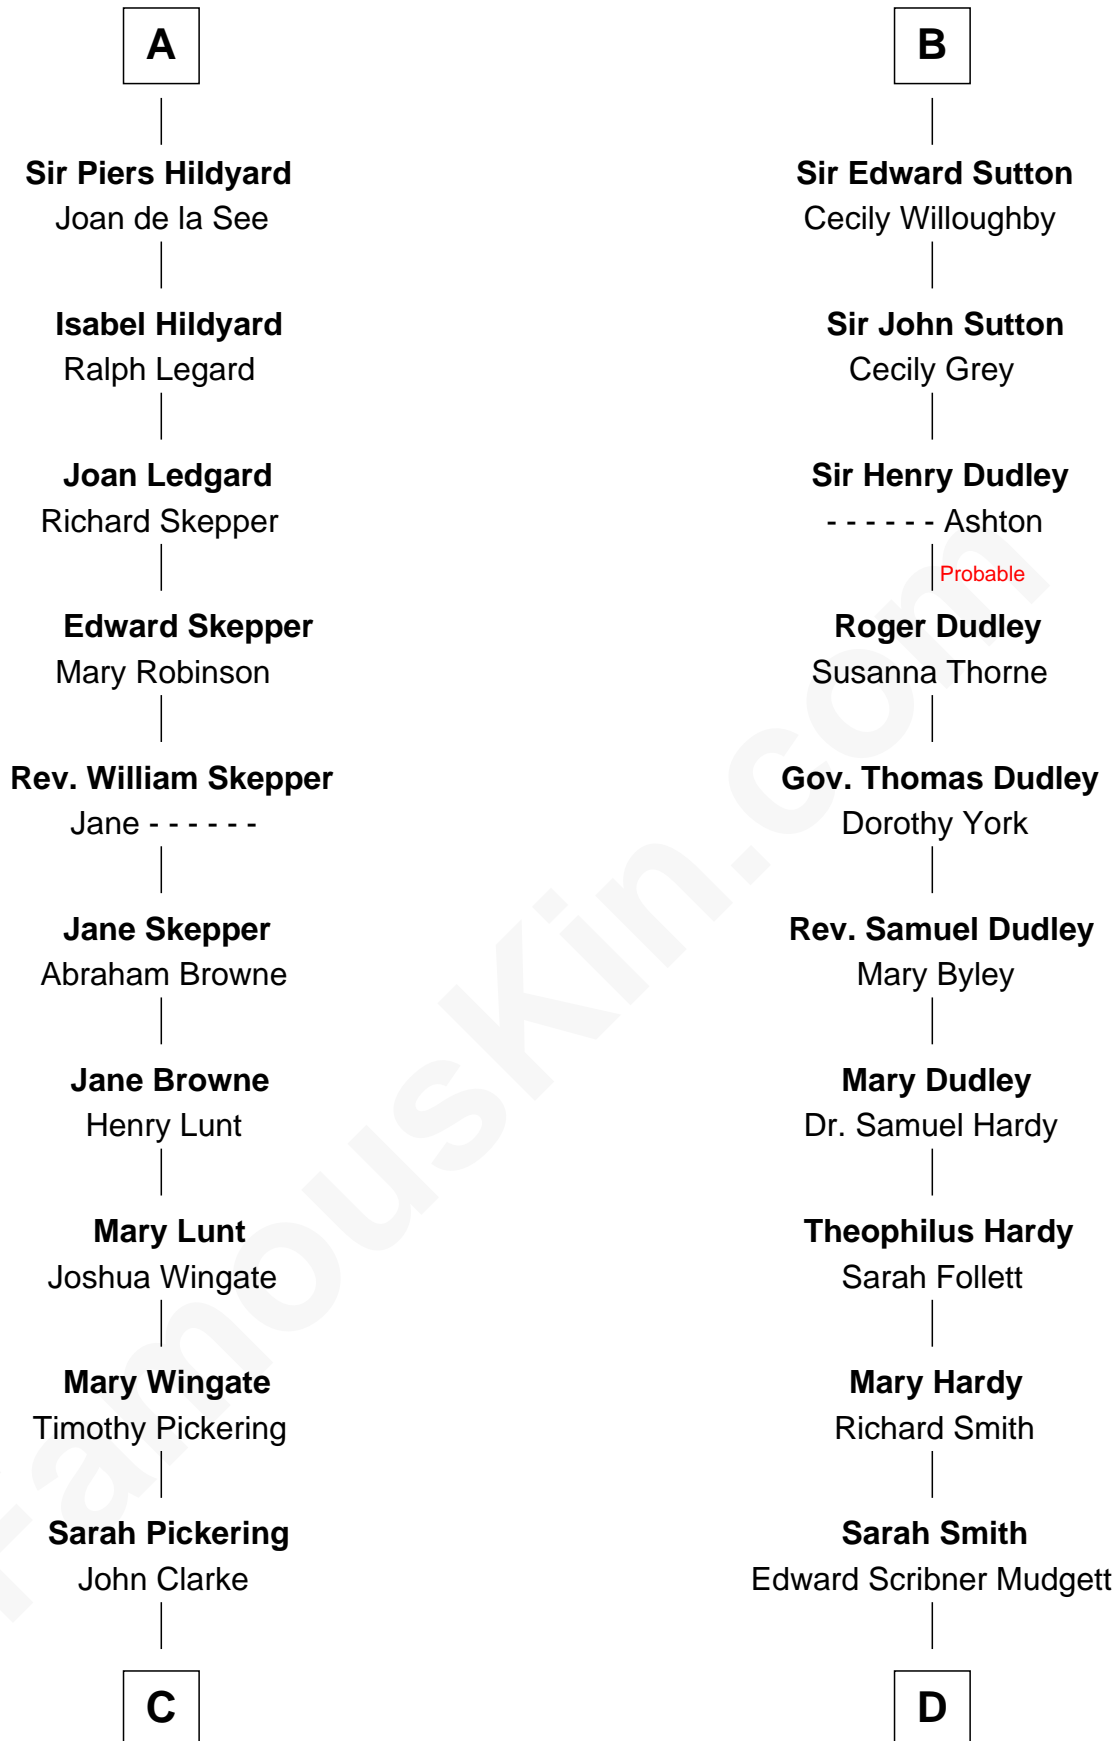 A
Sir Piers Hildyard
Joan de la See
Isabel Hildyard
Ralph Legard
Joan Ledgard
Richard Skepper
Edward Skepper
Mary Robinson
Rev. William Skepper
Jane - - - - - -
Jane Skepper
Abraham Browne
Jane Browne
Henry Lunt
Mary Lunt
Joshua Wingate
Mary Wingate
Timothy Pickering
Sarah Pickering
John Clarke
C
B
Sir Edward Sutton
Cecily Willoughby
Sir John Sutton
Cecily Grey
Sir Henry Dudley
- - - - - - Ashton
Probable
Roger Dudley
Susanna Thorne
Gov. Thomas Dudley
Dorothy York
Rev. Samuel Dudley
Mary Byley
Mary Dudley
Dr. Samuel Hardy
Theophilus Hardy
Sarah Follett
Mary Hardy
Richard Smith
Sarah Smith
Edward Scribner Mudgett
D
FamousKin.com